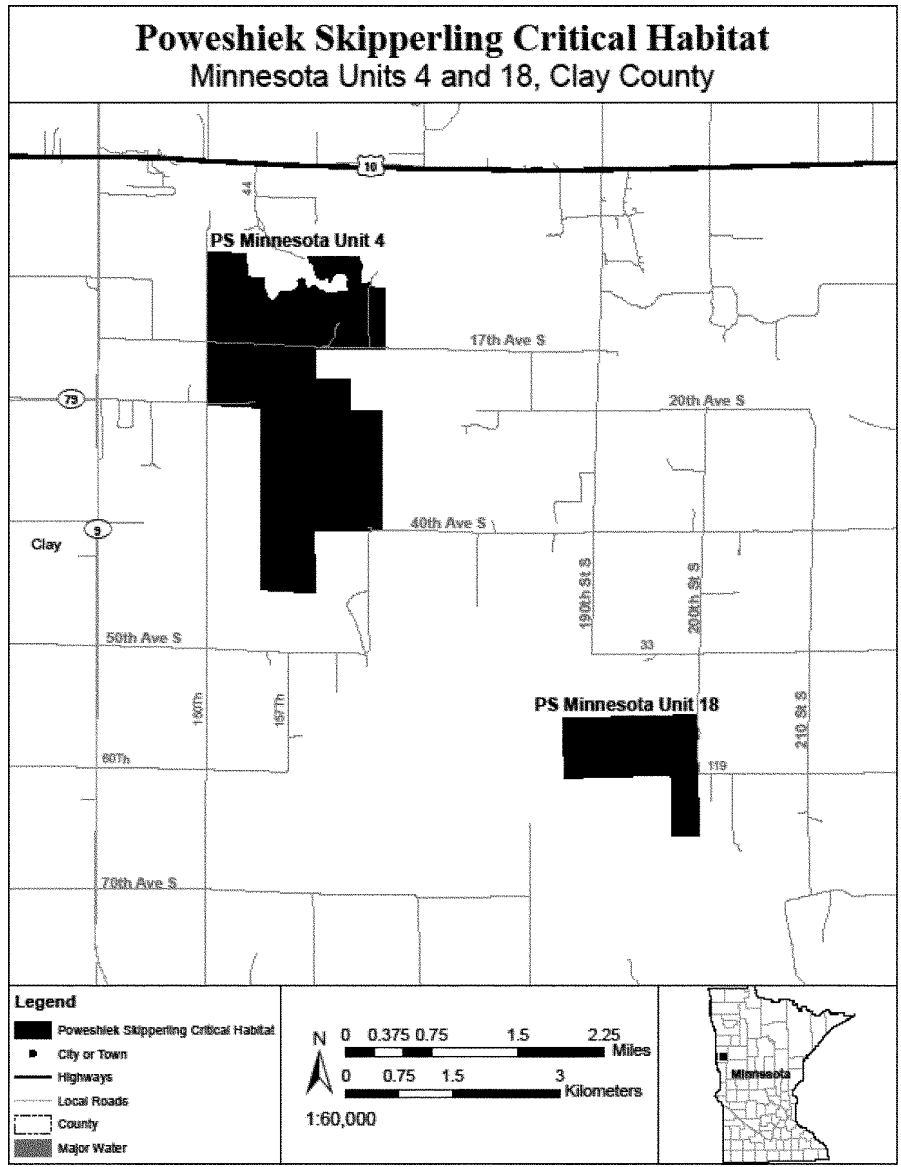 Poweshiek Skipperling Critical Habitat
Minnesota Units 4 and 18, Clay County
10
44
PS Minnesota Unit 4
17th Ave S
79
20th Ave S
9
40th Ave S
Clay
190th St S
200th St S
50th Ave S
33
150Th
157Th
PS Minnesota Unit 18
210 St S
60Th
119
70th Ave S
Legend
Poweshiek Skipperling Critical Habitat
City or Town
Highways
Local Roads
County
Major Water
N
0 0.375 0.75 1.5 2.25
Miles
0 0.75 1.5 3
Kilometers
1:60,000
Minnesota